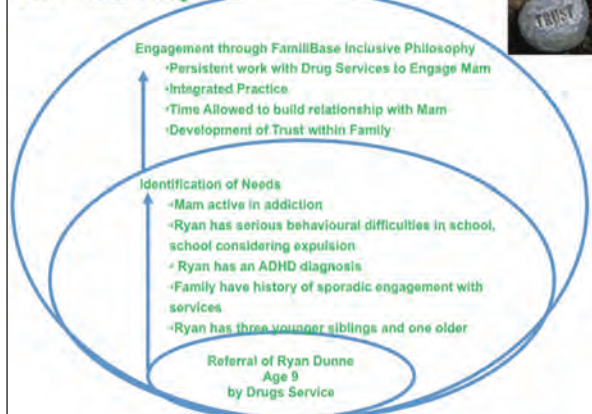 TRUST
Engagement through FamiliBase Inclusive Philosophy
•Persistent work with Drug Services to Engage Mam
•Integrated Practice
•Time Allowed to build relationship with Mam
•Development of Trust within Family
Identification of Needs
•Mam active in addiction
•Ryan has serious behavioural difficulties in school,
school considering expulsion
• Ryan has an ADHD diagnosis
•Family have history of sporadic engagement with
services
•Ryan has three younger siblings and one older
Referral of Ryan Dunne
Age 9
by Drugs Service